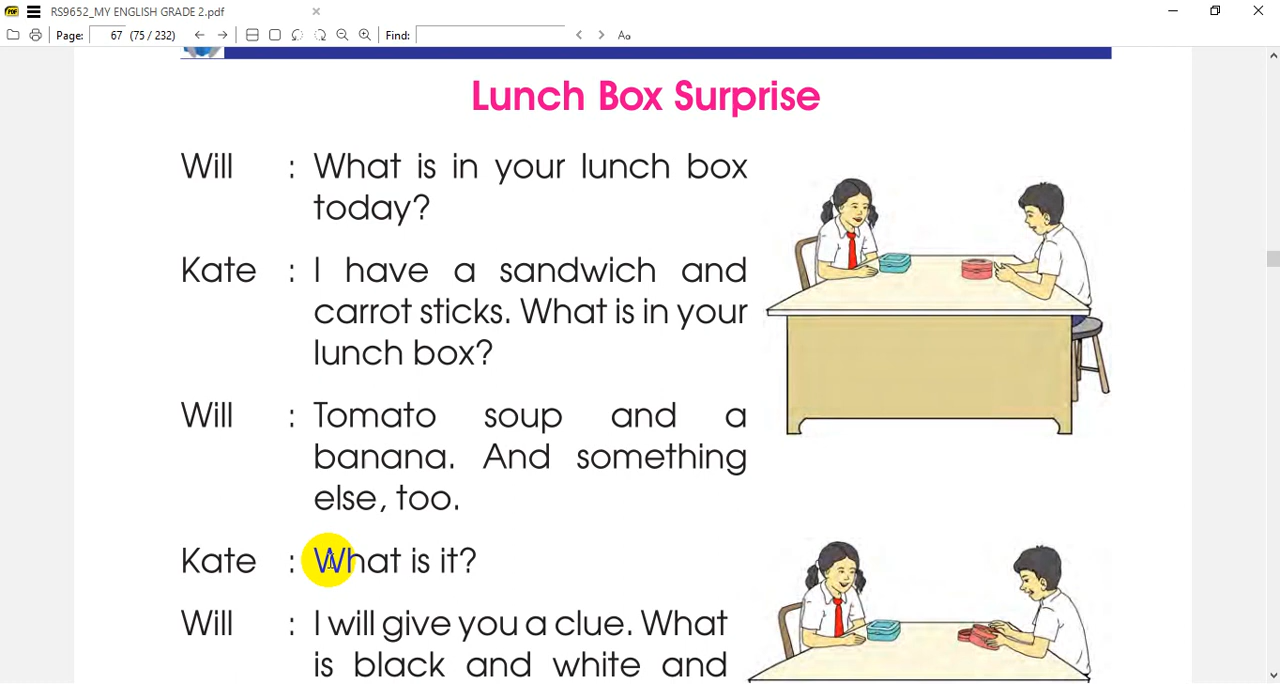 RS9652_MY ENGLISH GRADE 2.pdf
Page: 67 (75 / 232) Find: Aa
Lunch Box Surprise
Will : What is in your lunch box
today?
Kate : I have a sandwich and
carrot sticks. What is in your
lunch box?
Will : Tomato soup and a
banana. And something
else, too.
Kate : What is it?
Will : I will give you a clue. What
is black and white and